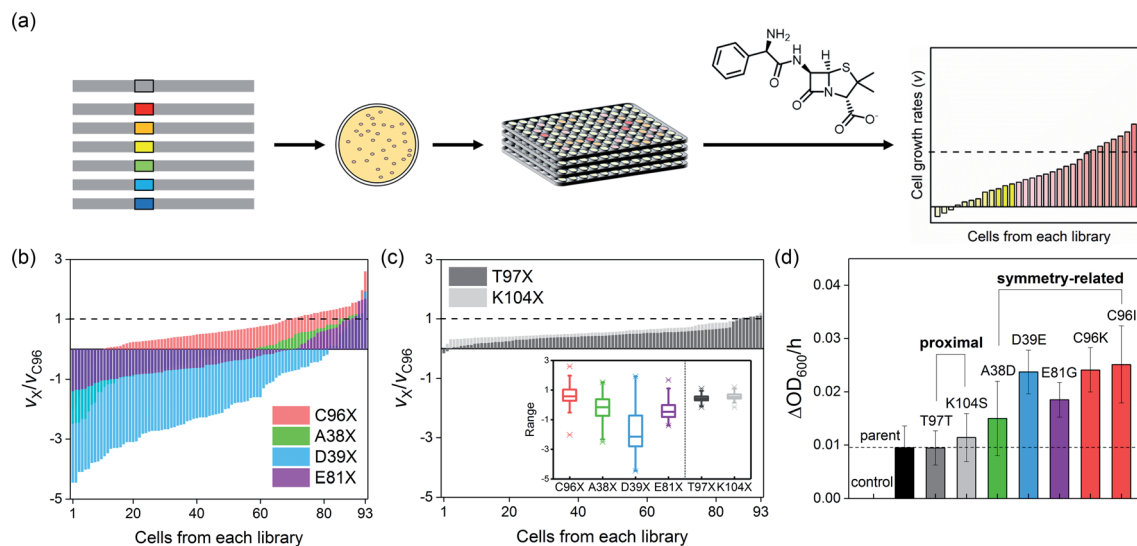 (a)
NH₂
H
N
H
S
O
O
N
O
O⁻
Cell growth rates (v)
Cells from each library
(b)
3
1
-1
-3
-5
vX/vC96
C96X
A38X
D39X
E81X
1 20 40 60 80 93
Cells from each library
(c)
3
1
-1
-3
-5
vX/vC96
T97X
K104X
Range
5
3
1
-1
-3
-5
C96X A38X D39X E81X T97X K104X
1 20 40 60 80 93
Cells from each library
(d)
ΔOD₆₀₀/h
0.04
0.03
0.02
0.01
0.00
symmetry-related
proximal
parent
control
T97T
K104S
A38D
D39E
E81G
C96K
C96I